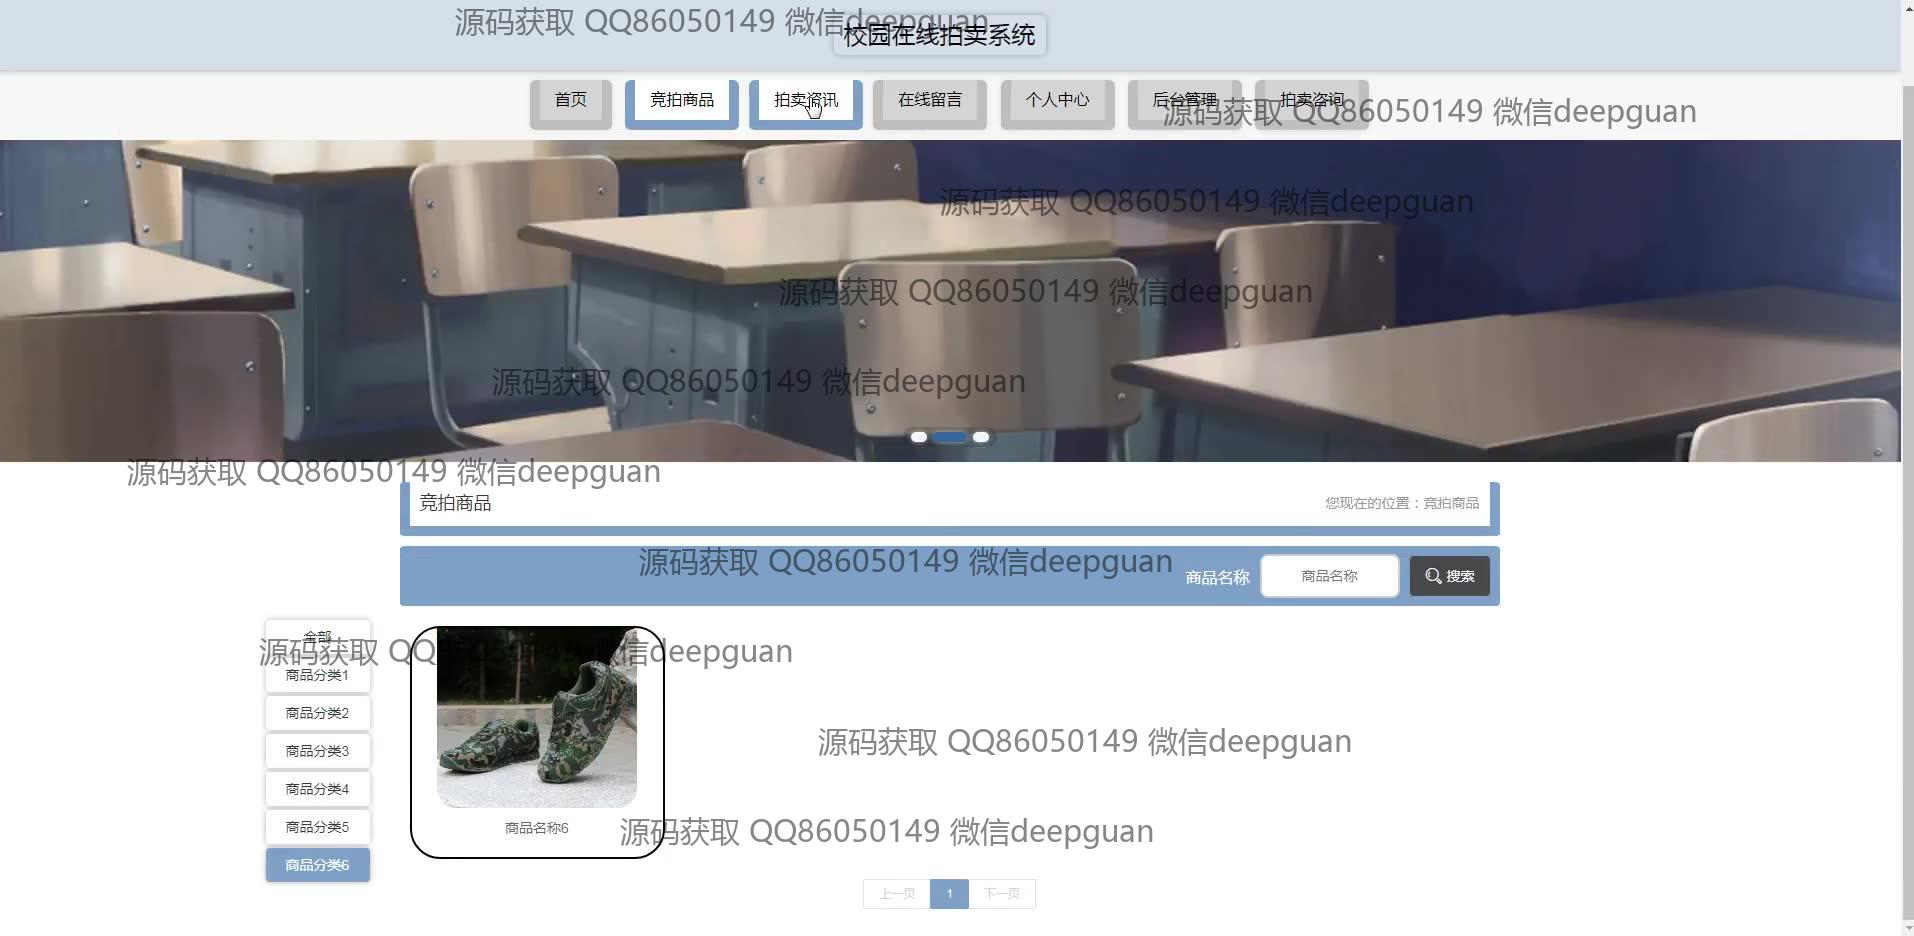 源码获取 QQ86050149 微信deepguan
校园在线拍卖系统
首页
竞拍商品
拍卖资讯
在线留言
个人中心
后台管理
拍卖咨询
源码获取 QQ86050149 微信deepguan
源码获取 QQ86050149 微信deepguan
源码获取 QQ86050149 微信deepguan
源码获取 QQ86050149 微信deepguan
源码获取 QQ86050149 微信deepguan
竞拍商品
您现在的位置：竞拍商品
源码获取 QQ86050149 微信deepguan
商品名称
商品名称
搜索
全部
源码获取 QQ86050149 微信deepguan
商品分类1
商品分类2
商品分类3
商品分类4
商品分类5
商品分类6
源码获取 QQ86050149 微信deepguan
商品名称6
源码获取 QQ86050149 微信deepguan
上一页
1
下一页